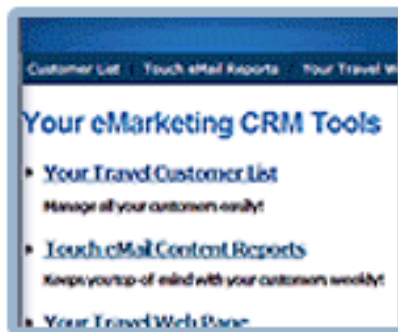 Customer List | Touch eMail Reports Your Travel W
Your eMarketing CRM Tools
Your Travel Customer List
Manage all your customers easily!
Touch eMail Content Reports
Keeps you top-of-mind with your customers weekly!
Your Travel Web Page